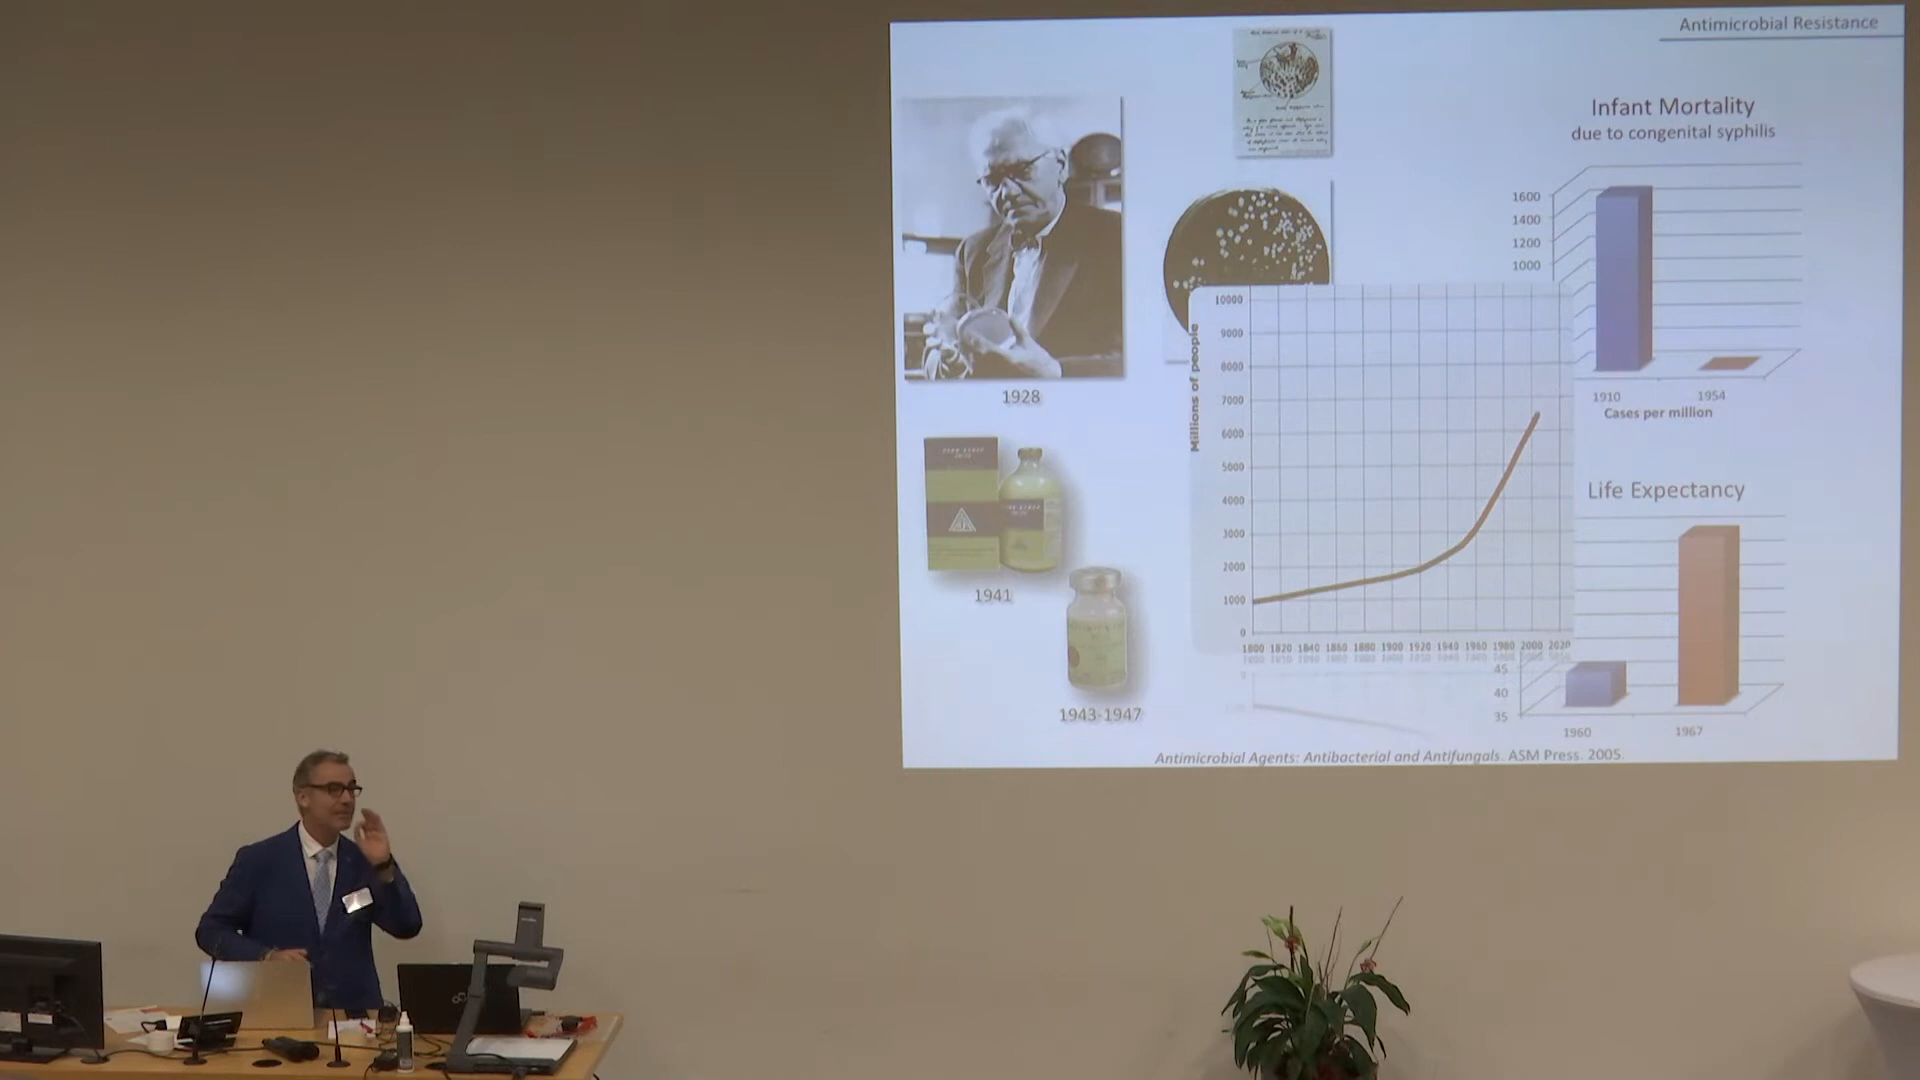 Antimicrobial Resistance
Infant Mortality
due to congenital syphilis
1600
1400
1200
1000
1910 1954
Cases per million
1928
Millions of people
10000
9000
8000
7000
6000
5000
4000
3000
2000
1000
0
1800 1820 1840 1860 1880 1900 1920 1940 1960 1980 2000 2020
1941
1943-1947
Life Expectancy
45
40
35
1960 1967
Antimicrobial Agents: Antibacterial and Antifungals. ASM Press. 2005.